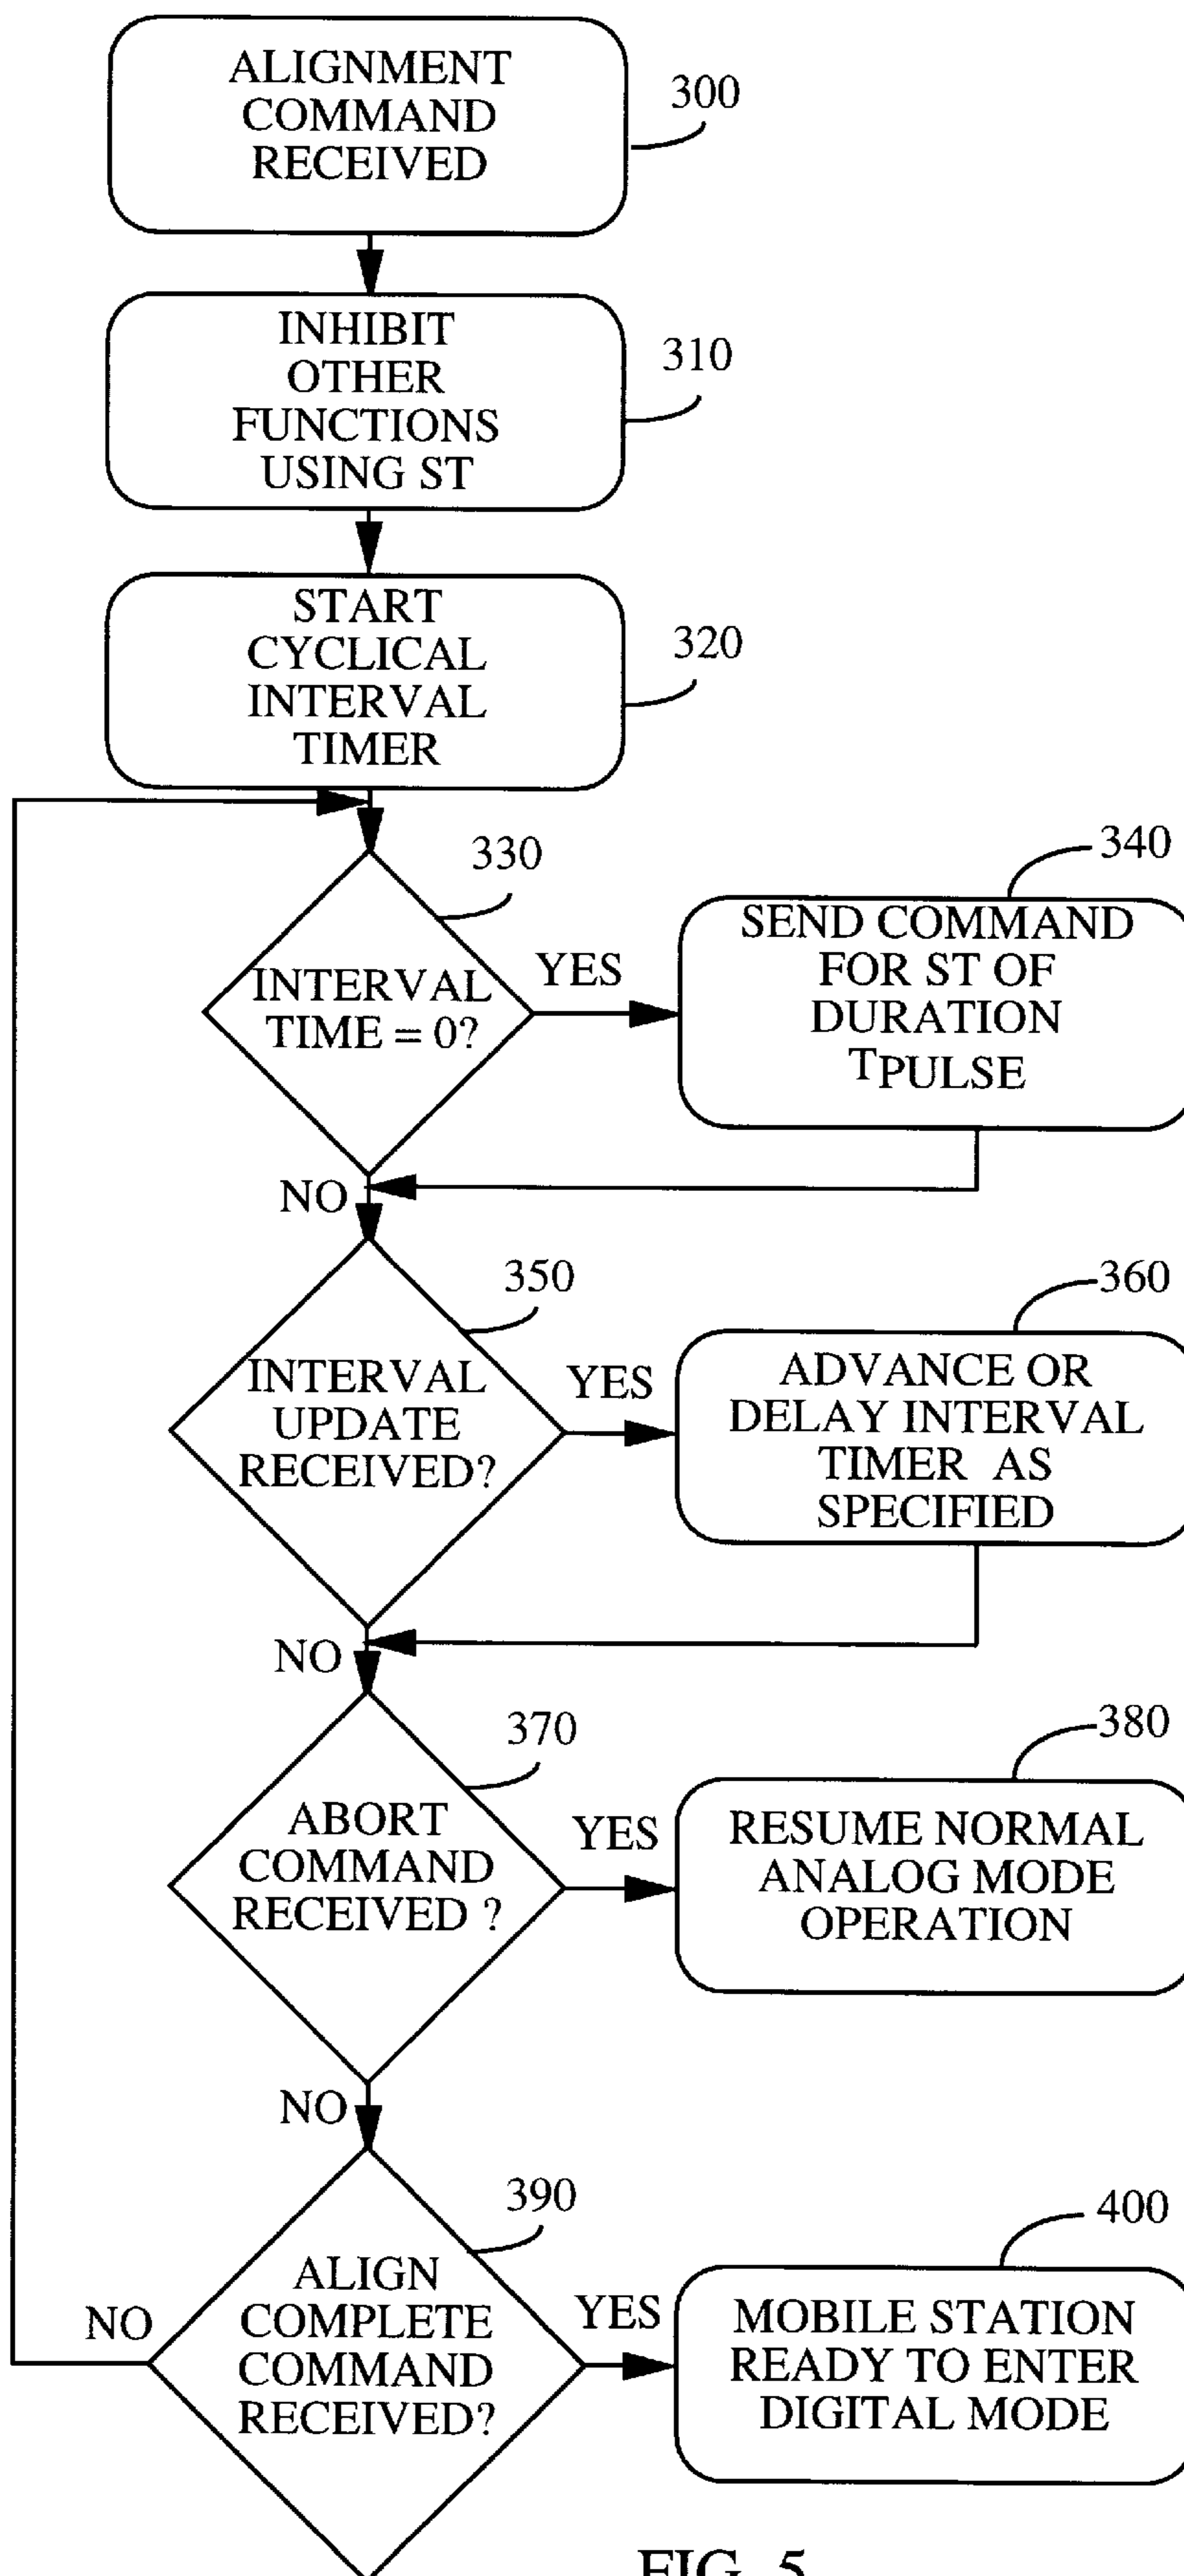 ALIGNMENT
COMMAND
RECEIVED
300
INHIBIT
OTHER
FUNCTIONS
USING ST
310
START
CYCLICAL
INTERVAL
TIMER
320
330
INTERVAL
TIME = 0?
YES
340
SEND COMMAND
FOR ST OF
DURATION
TPULSE
NO
350
INTERVAL
UPDATE
RECEIVED?
YES
360
ADVANCE OR
DELAY INTERVAL
TIMER AS
SPECIFIED
NO
370
ABORT
COMMAND
RECEIVED ?
YES
380
RESUME NORMAL
ANALOG MODE
OPERATION
NO
390
ALIGN
COMPLETE
COMMAND
RECEIVED?
NO
YES
400
MOBILE STATION
READY TO ENTER
DIGITAL MODE
FIG. 5